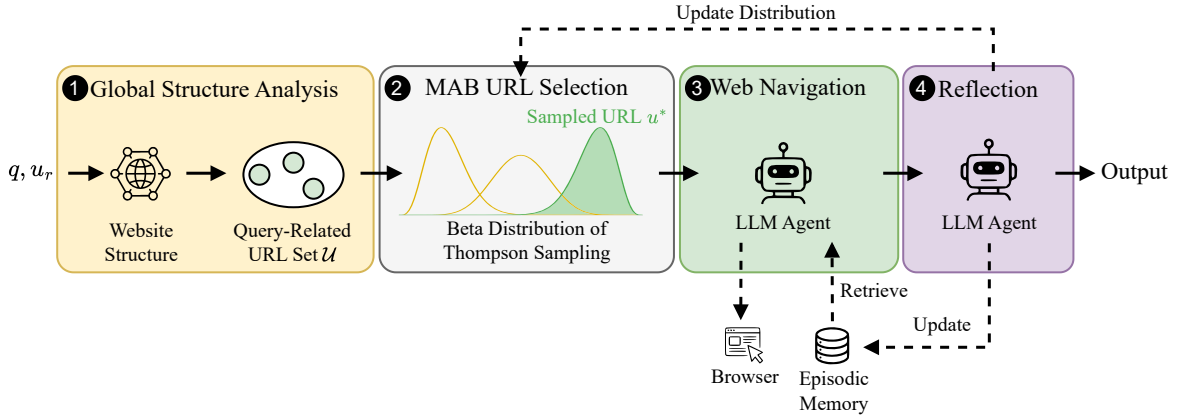 Update Distribution
1 Global Structure Analysis
2 MAB URL Selection
3 Web Navigation
4 Reflection
Sampled URL u*
q, u_r
Output
Website
Structure
Query-Related
URL Set 𝒰
Beta Distribution of
Thompson Sampling
LLM Agent
LLM Agent
Retrieve
Update
Browser
Episodic
Memory